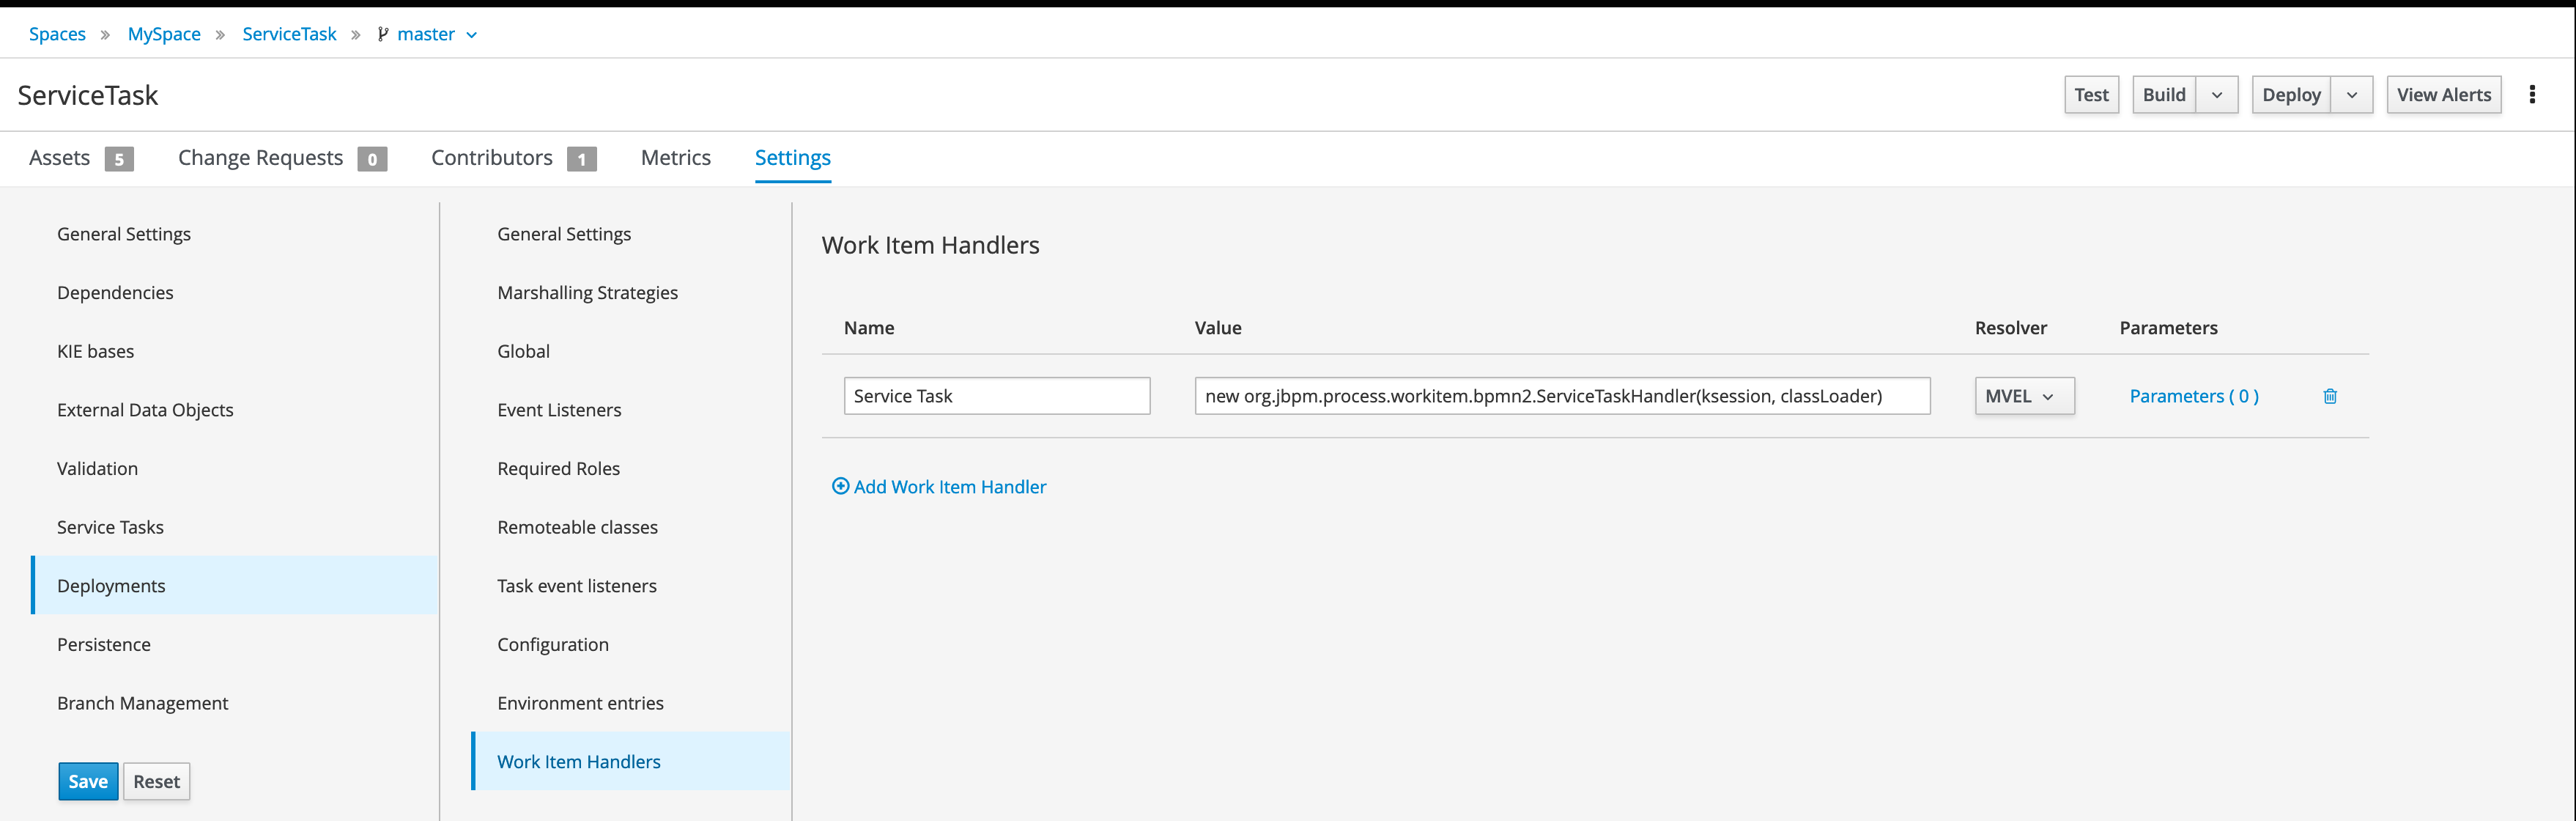 Spaces » MySpace » ServiceTask » master
ServiceTask
Test Build Deploy View Alerts
Assets 5 Change Requests 0 Contributors 1 Metrics Settings
General Settings
Dependencies
KIE bases
External Data Objects
Validation
Service Tasks
Deployments
Persistence
Branch Management
Save Reset
General Settings
Marshalling Strategies
Global
Event Listeners
Required Roles
Remoteable classes
Task event listeners
Configuration
Environment entries
Work Item Handlers
Work Item Handlers
Name Value Resolver Parameters
Service Task new org.jbpm.process.workitem.bpmn2.ServiceTaskHandler(ksession, classLoader) MVEL Parameters ( 0 )
Add Work Item Handler